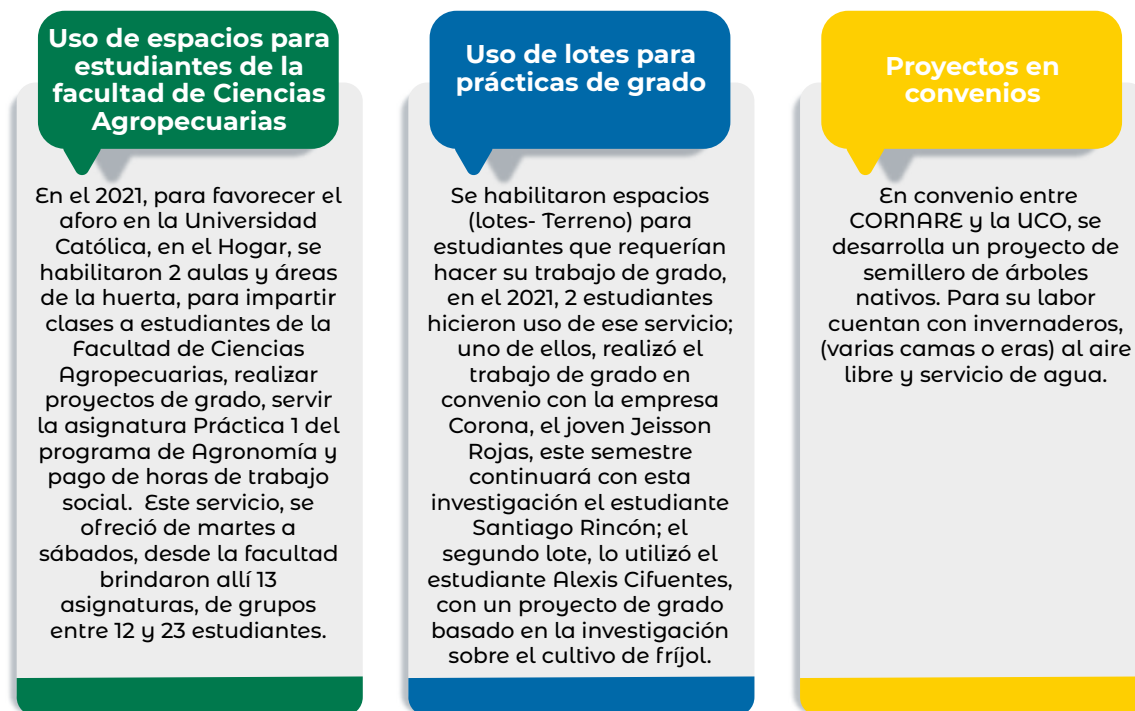 Uso de espacios para
estudiantes de la
facultad de Ciencias
Agropecuarias
En el 2021, para favorecer el
aforo en la Universidad
Católica, en el Hogar, se
habilitaron 2 aulas y áreas
de la huerta, para impartir
clases a estudiantes de la
Facultad de Ciencias
Agropecuarias, realizar
proyectos de grado, servir
la asignatura Práctica 1 del
programa de Agronomía y
pago de horas de trabajo
social. Este servicio, se
ofreció de martes a
sábados, desde la facultad
brindaron allí 13
asignaturas, de grupos
entre 12 y 23 estudiantes.
Uso de lotes para
prácticas de grado
Se habilitaron espacios
(lotes- Terreno) para
estudiantes que requerían
hacer su trabajo de grado,
en el 2021, 2 estudiantes
hicieron uso de ese servicio;
uno de ellos, realizó el
trabajo de grado en
convenio con la empresa
Corona, el joven Jeisson
Rojas, este semestre
continuará con esta
investigación el estudiante
Santiago Rincón; el
segundo lote, lo utilizó el
estudiante Alexis Cifuentes,
con un proyecto de grado
basado en la investigación
sobre el cultivo de fríjol.
Proyectos en
convenios
En convenio entre
CORNARE y la UCO, se
desarrolla un proyecto de
semillero de árboles
nativos. Para su labor
cuentan con invernaderos,
(varias camas o eras) al aire
libre y servicio de agua.